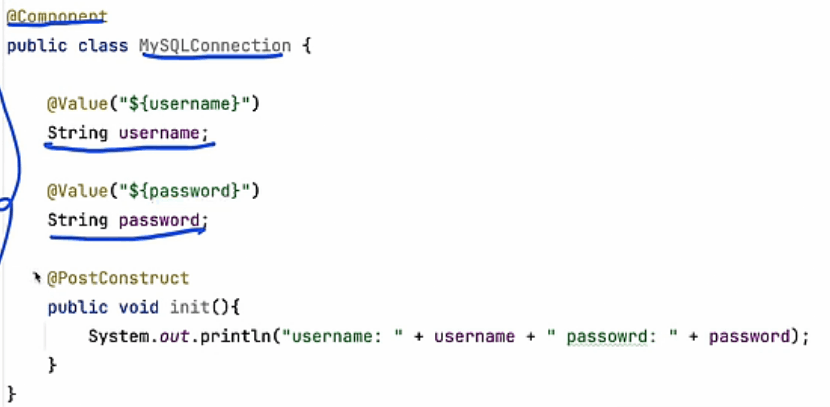 @Component
public class MySQLConnection {
@Value("${username}")
String username;
@Value("${password}")
String password;
@PostConstruct
public void init(){
System.out.println("username: " + username + " passowrd: " + password);
}
}